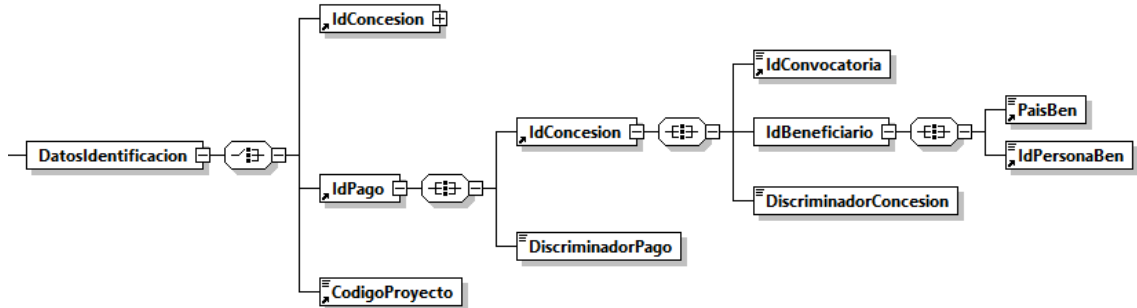 IdConcesion
IdConvocatoria
PaisBen
IdConcesion
IdBeneficiario
DatosIdentificacion
IdPersonaBen
IdPago
DiscriminadorConcesion
DiscriminadorPago
CodigoProyecto